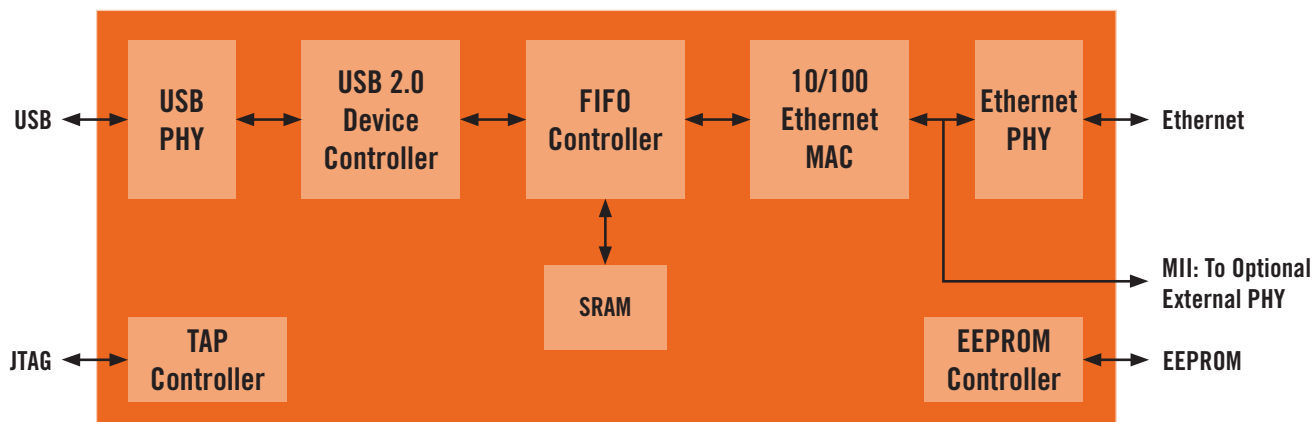 USB
USB
PHY
USB 2.0
Device
Controller
FIFO
Controller
10/100
Ethernet
MAC
Ethernet
PHY
Ethernet
SRAM
MII: To Optional
External PHY
JTAG
TAP
Controller
EEPROM
Controller
EEPROM